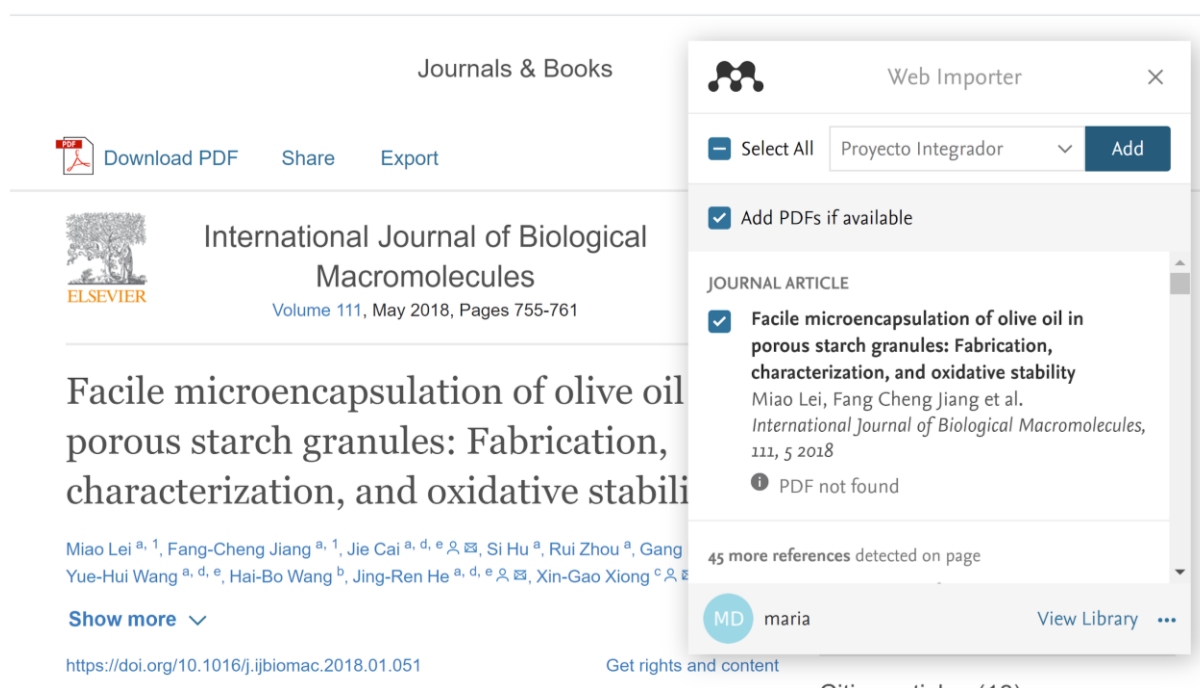 Journals & Books
PDF
Download PDF Share Export
ELSEVIER
International Journal of Biological
Macromolecules
Volume 111, May 2018, Pages 755-761
Facile microencapsulation of olive oil
porous starch granules: Fabrication,
characterization, and oxidative stabili
Miao Lei a, 1, Fang-Cheng Jiang a, 1, Jie Cai a, d, e, Si Hu a, Rui Zhou a, Gang
Yue-Hui Wang a, d, e, Hai-Bo Wang b, Jing-Ren He a, d, e, Xin-Gao Xiong c
Show more
https://doi.org/10.1016/j.ijbiomac.2018.01.051
Get rights and content
Web Importer
Select All Proyecto Integrador Add
Add PDFs if available
JOURNAL ARTICLE
Facile microencapsulation of olive oil in
porous starch granules: Fabrication,
characterization, and oxidative stability
Miao Lei, Fang Cheng Jiang et al.
International Journal of Biological Macromolecules,
111, 5 2018
PDF not found
45 more references detected on page
MD maria View Library